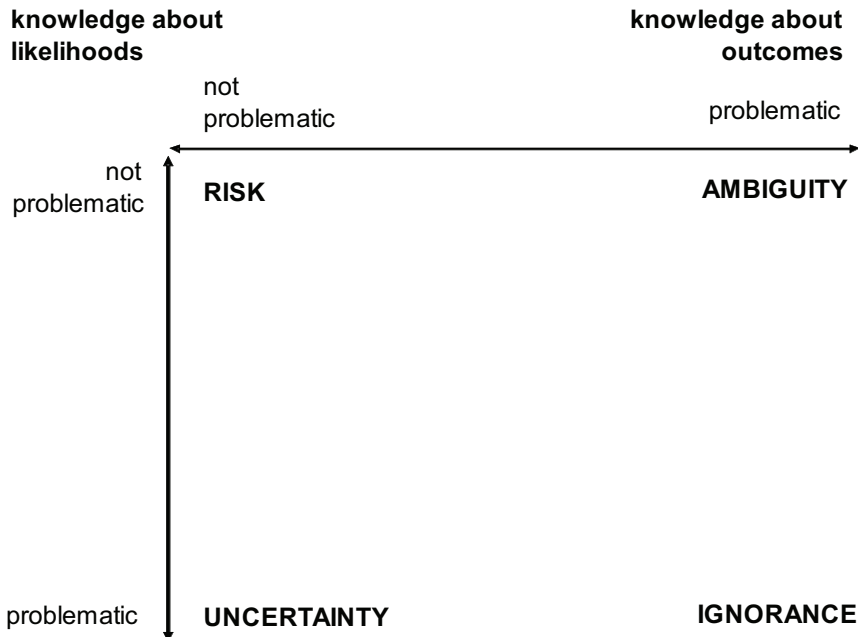 knowledge about
likelihoods
knowledge about
outcomes
not
problematic
problematic
not
problematic
RISK
AMBIGUITY
problematic
UNCERTAINTY
IGNORANCE